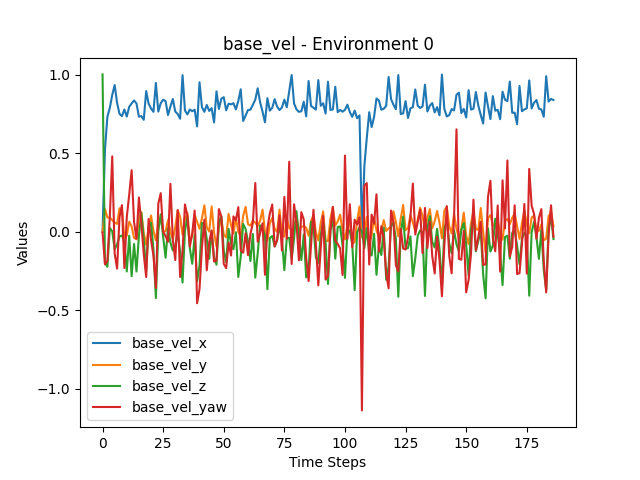 base_vel - Environment 0
1.0
0.5
0.0
−0.5
−1.0
Values
base_vel_x
base_vel_y
base_vel_z
base_vel_yaw
0 25 50 75 100 125 150 175
Time Steps